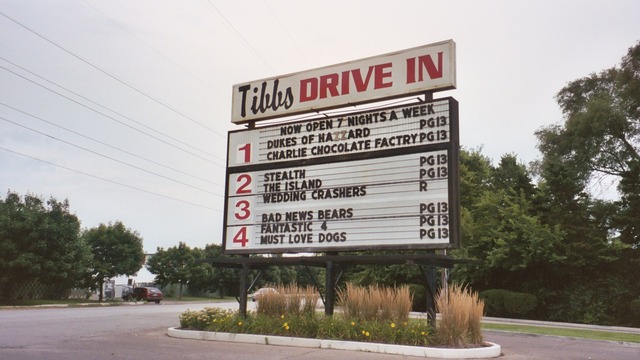 Tibbs DRIVE IN
NOW OPEN 7 NIGHTS A WEEK
1 DUKES OF HAZZARD PG13
CHARLIE CHOCOLATE FACTRY PG13
2 STEALTH PG13
THE ISLAND PG13
3 WEDDING CRASHERS R
BAD NEWS BEARS PG13
4 FANTASTIC 4 PG13
MUST LOVE DOGS PG13